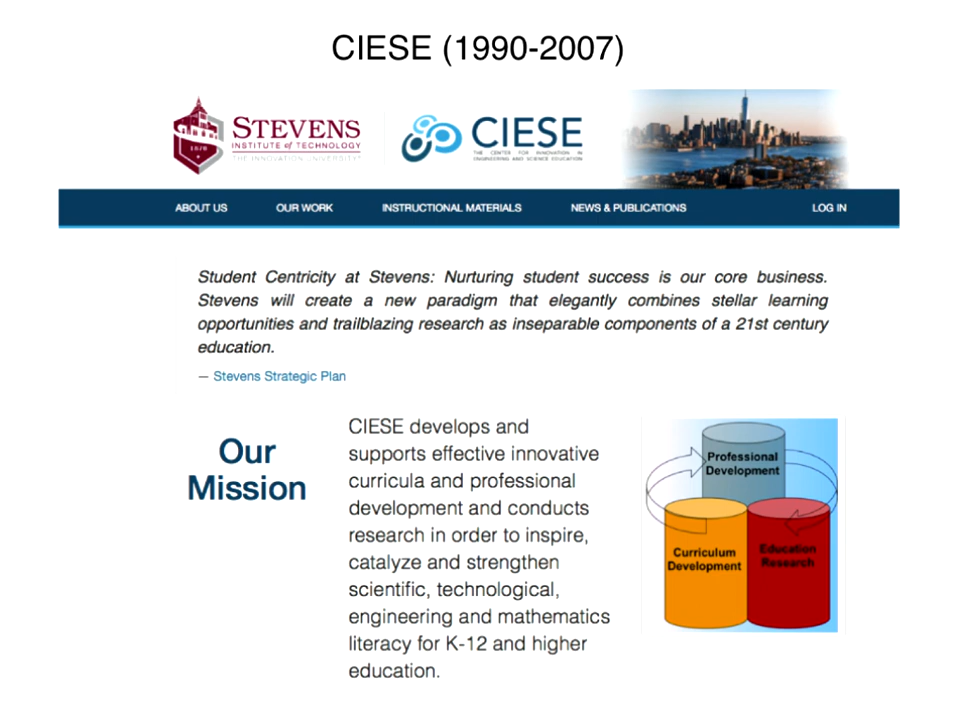 CIESE (1990-2007)
STEVENS
INSTITUTE of TECHNOLOGY
THE INNOVATION UNIVERSITY
1870
CIESE
THE CENTER FOR INNOVATION IN
ENGINEERING AND SCIENCE EDUCATION
ABOUT US OUR WORK INSTRUCTIONAL MATERIALS NEWS & PUBLICATIONS LOG IN
Student Centricity at Stevens: Nurturing student success is our core business.
Stevens will create a new paradigm that elegantly combines stellar learning
opportunities and trailblazing research as inseparable components of a 21st century
education.
— Stevens Strategic Plan
Our
Mission
CIESE develops and
supports effective innovative
curricula and professional
development and conducts
research in order to inspire,
catalyze and strengthen
scientific, technological,
engineering and mathematics
literacy for K-12 and higher
education.
Professional
Development
Curriculum
Development
Education
Research